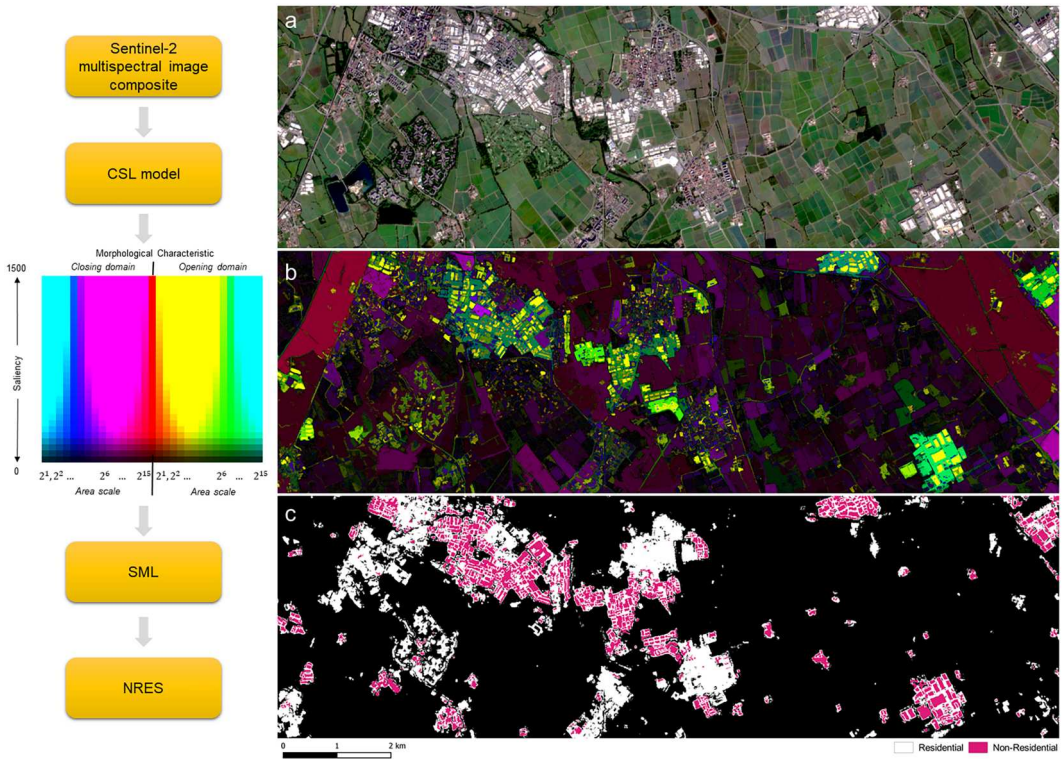 Sentinel-2
multispectral image
composite
CSL model
Morphological Characteristic
Closing domain
Opening domain
1500
Saliency
0
2¹,2² ... 2⁶ ... 2¹⁵
2¹,2² ... 2⁶ ... 2¹⁵
Area scale
Area scale
SML
NRES
a
b
c
0 1 2 km
Residential
Non-Residential